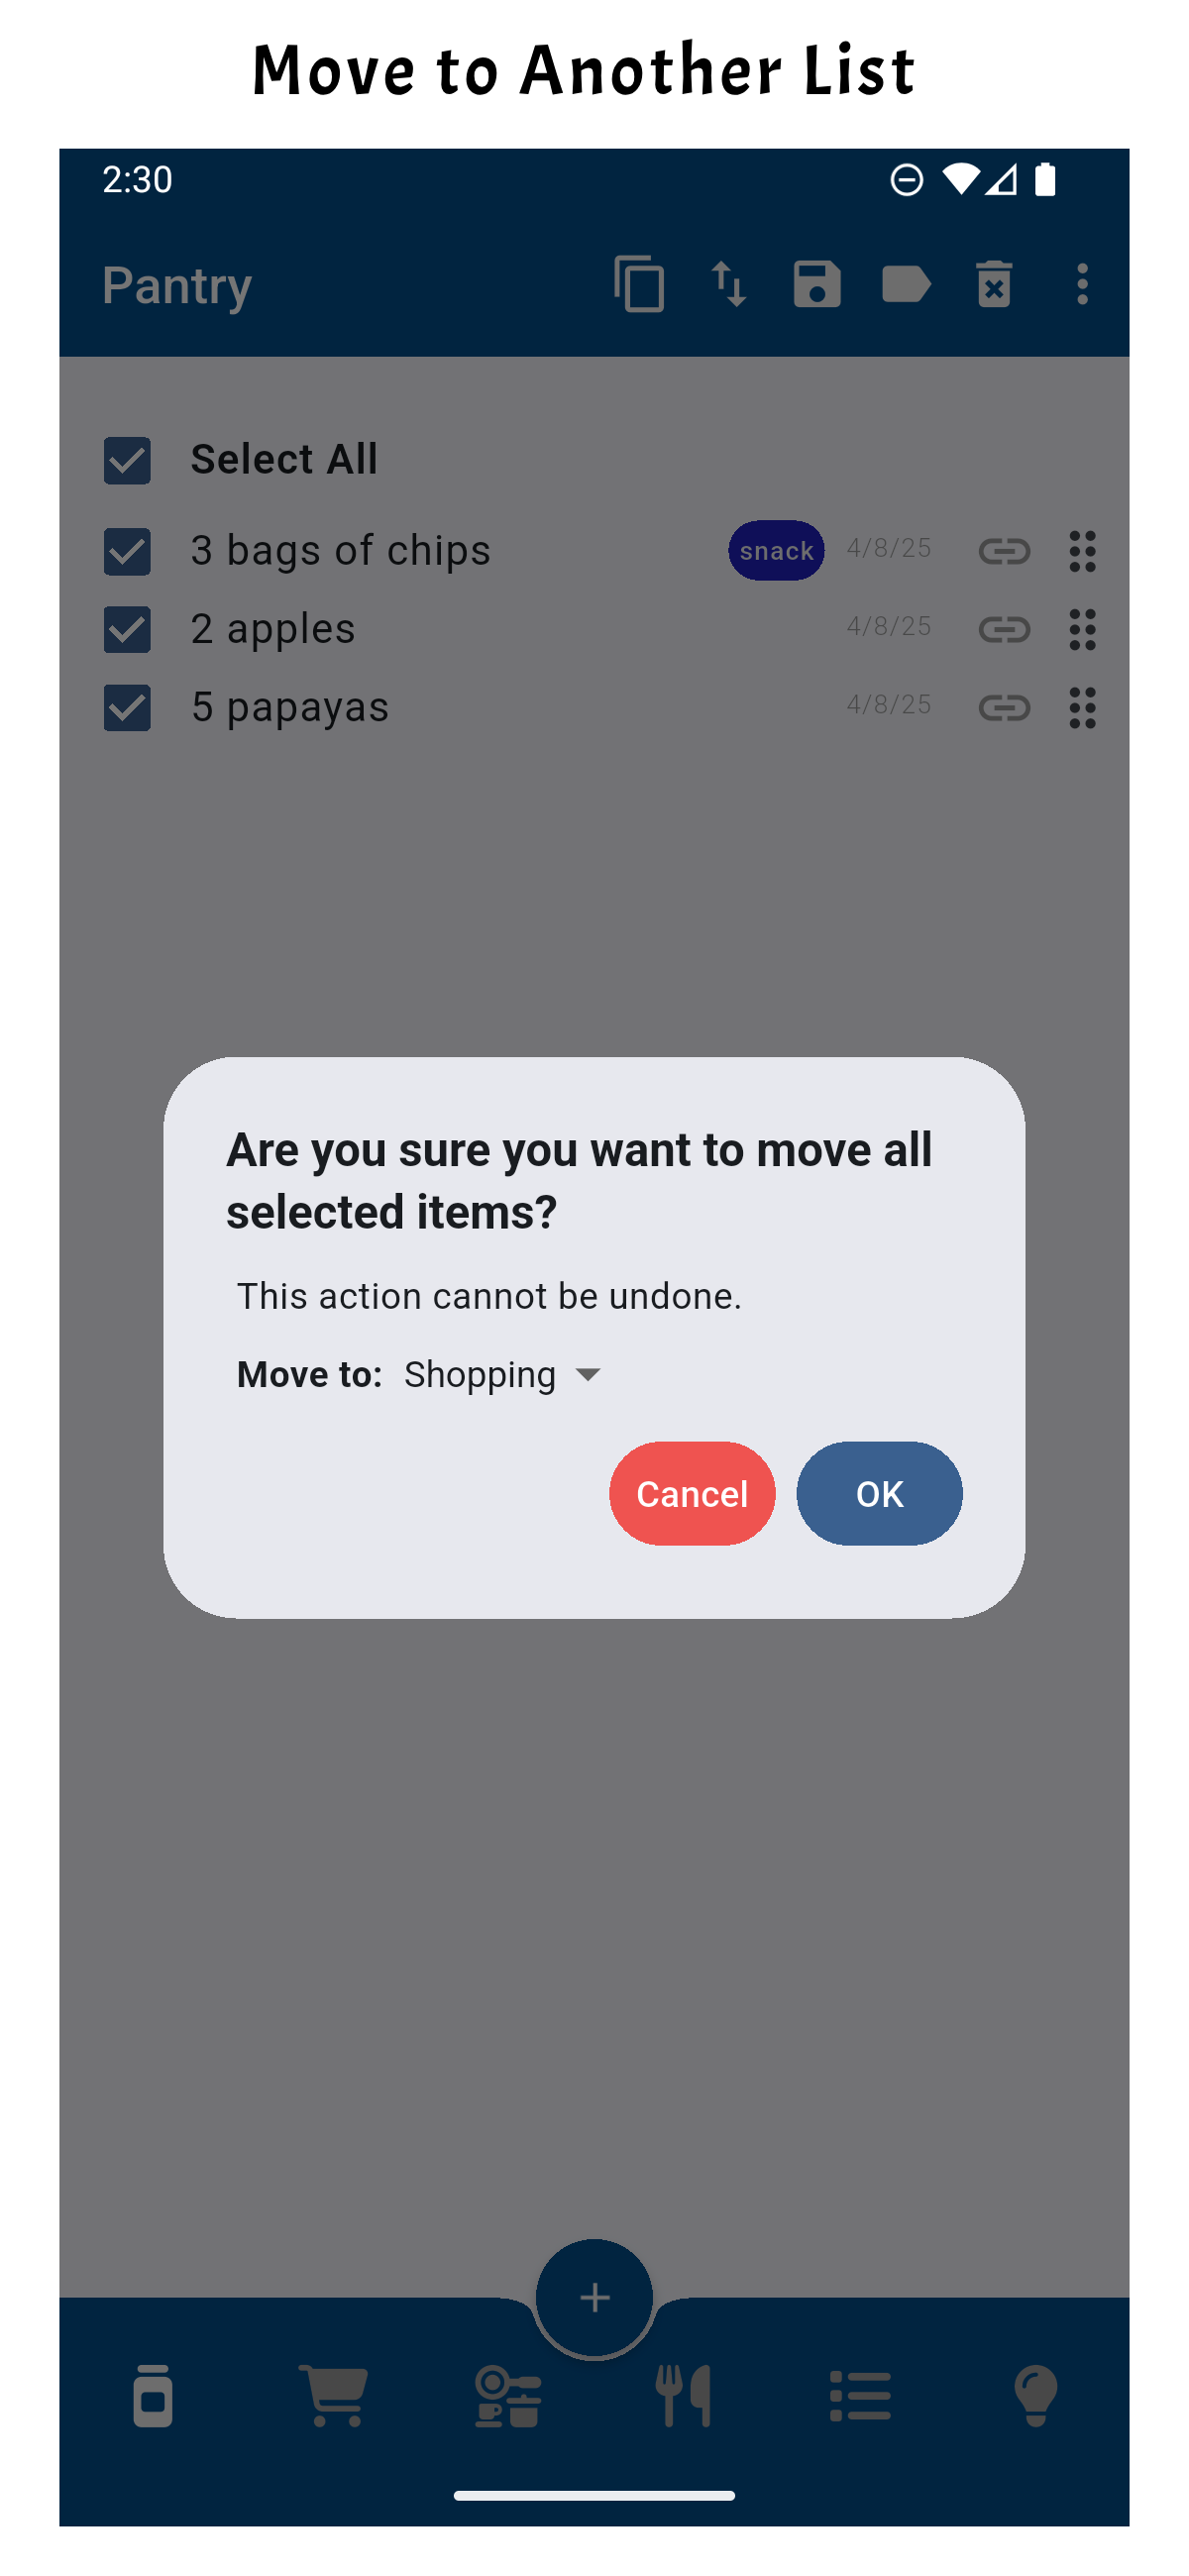 Move to Another List
2:30
Pantry
Select All
3 bags of chips snack 4/8/25
2 apples 4/8/25
5 papayas 4/8/25
Are you sure you want to move all
selected items?
This action cannot be undone.
Move to: Shopping
Cancel OK